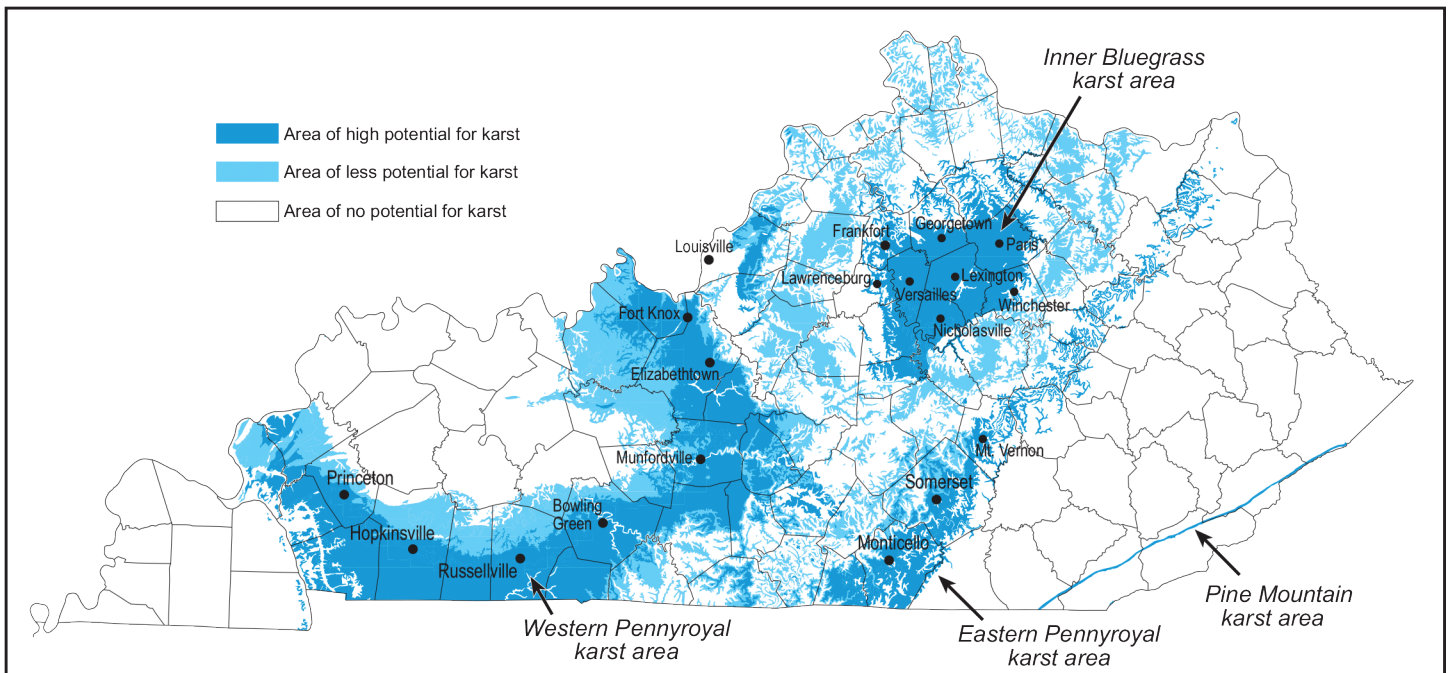 Inner Bluegrass
karst area
Area of high potential for karst
Area of less potential for karst
Area of no potential for karst
Louisville
Frankfort
Georgetown
Paris
Lawrenceburg
Versailles
Lexington
Winchester
Nicholasville
Fort Knox
Elizabethtown
Munfordville
Mt. Vernon
Princeton
Somerset
Bowling
Green
Hopkinsville
Monticello
Russellville
Western Pennyroyal
karst area
Eastern Pennyroyal
karst area
Pine Mountain
karst area